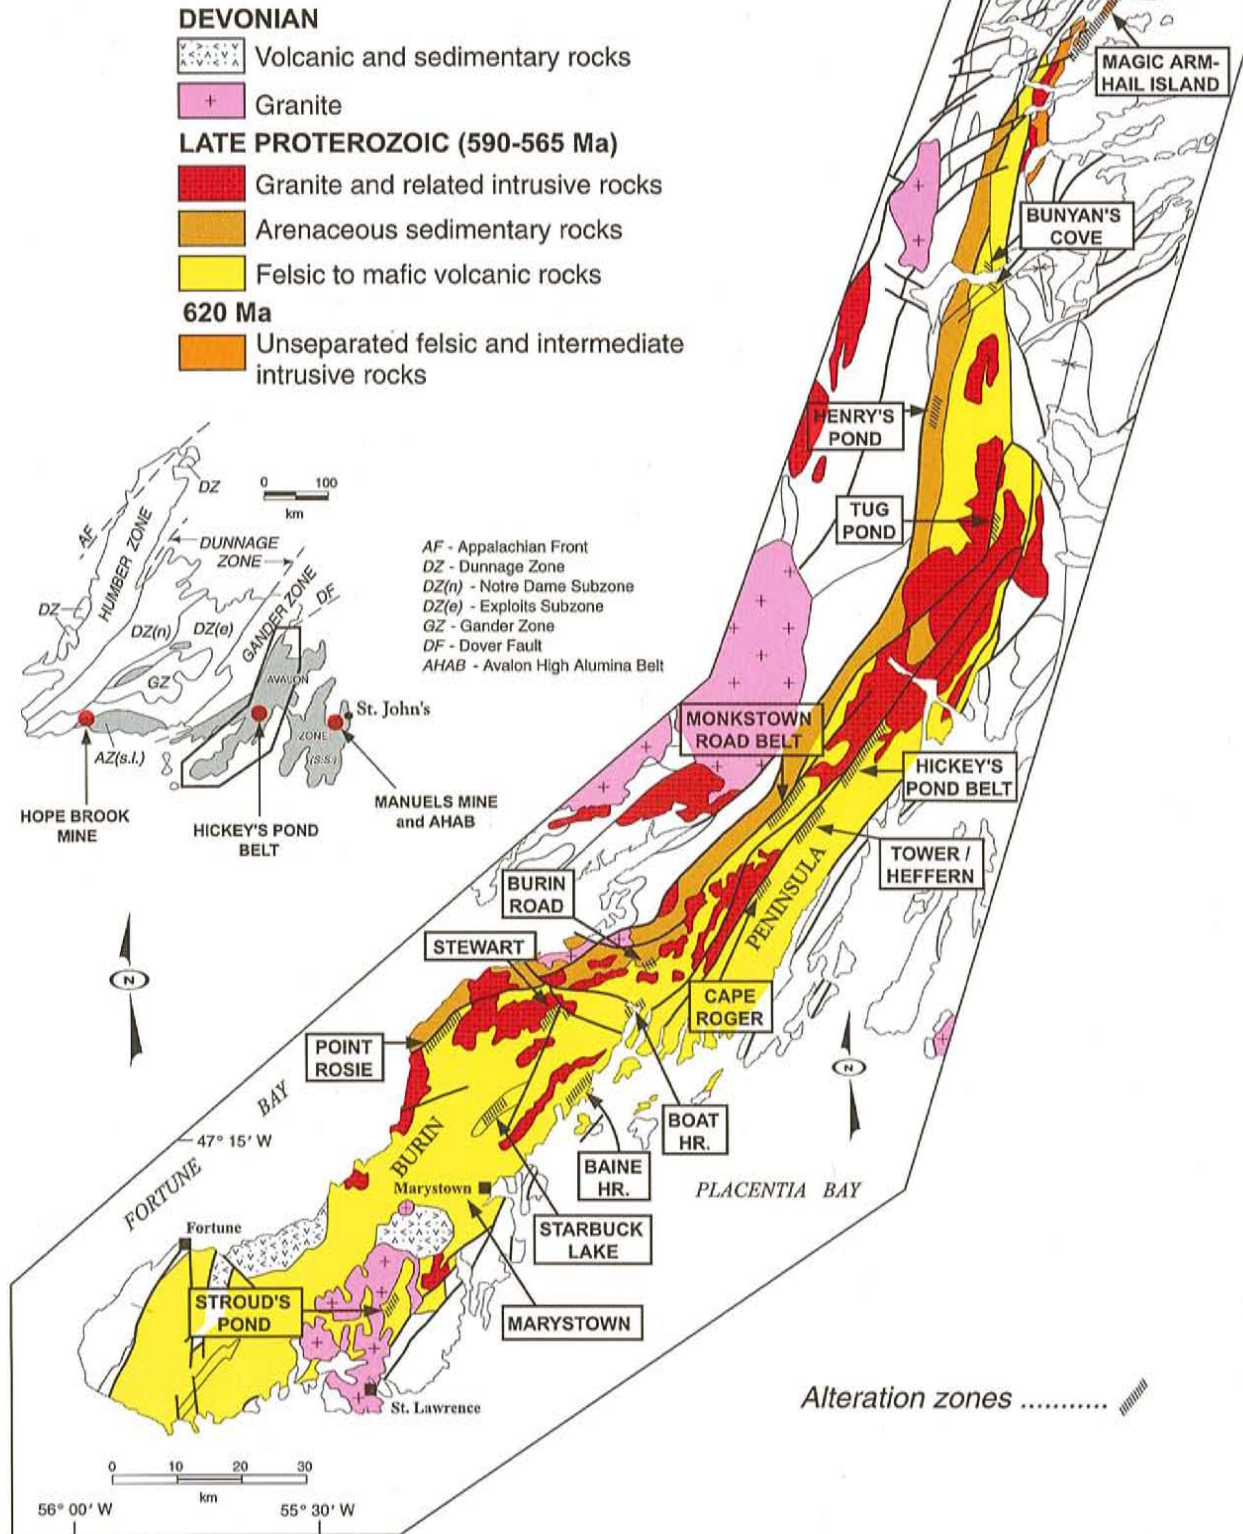 DEVONIAN
Volcanic and sedimentary rocks
+ Granite
LATE PROTEROZOIC (590-565 Ma)
Granite and related intrusive rocks
Arenaceous sedimentary rocks
Felsic to mafic volcanic rocks
620 Ma
Unseparated felsic and intermediate
intrusive rocks
MAGIC ARM-
HAIL ISLAND
BUNYAN'S
COVE
HENRY'S
POND
TUG
POND
MONKSTOWN
ROAD BELT
HICKEY'S
POND BELT
TOWER /
HEFFERN
BURIN
ROAD
STEWART
CAPE
ROGER
POINT
ROSIE
BOAT
HR.
BAINE
HR.
STARBUCK
LAKE
MARYSTOWN
STROUD'S
POND
PENINSULA
BURIN
FORTUNE
BAY
PLACENTIA BAY
47° 15' W
Marystown
Fortune
St. Lawrence
N
N
0 100
km
DZ
AF
HUMBER ZONE
DUNNAGE
ZONE
GANDER ZONE
DF
DZ
DZ(n)
DZ(e)
GZ
AVALON
ZONE
(s.s.)
St. John's
AZ(s.l.)
HOPE BROOK
MINE
HICKEY'S POND
BELT
MANUELS MINE
and AHAB
AF - Appalachian Front
DZ - Dunnage Zone
DZ(n) - Notre Dame Subzone
DZ(e) - Exploits Subzone
GZ - Gander Zone
DF - Dover Fault
AHAB - Avalon High Alumina Belt
Alteration zones ...........
0 10 20 30
km
56° 00' W
55° 30' W